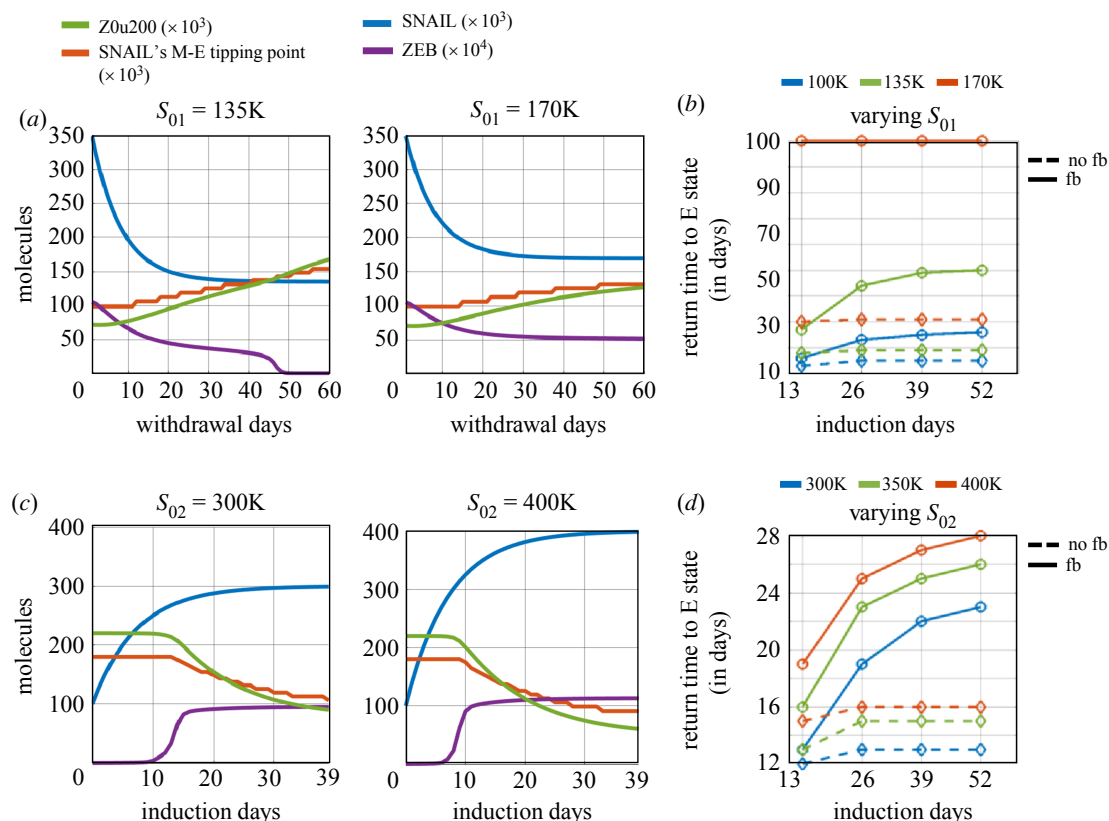 Z0u200 (× 10³)
SNAIL's M-E tipping point
(× 10³)
SNAIL (× 10³)
ZEB (× 10⁴)
(a)
S₀₁ = 135K
350
300
250
200
150
100
50
0
10
20
30
40
50
60
molecules
withdrawal days
S₀₁ = 170K
350
300
250
200
150
100
50
0
10
20
30
40
50
60
withdrawal days
(b)
100K
135K
170K
varying S₀₁
100
90
70
50
30
10
13
26
39
52
return time to E state
(in days)
induction days
no fb
fb
(c)
S₀₂ = 300K
400
300
200
100
0
10
20
30
39
molecules
induction days
S₀₂ = 400K
400
300
200
100
0
10
20
30
39
induction days
(d)
300K
350K
400K
varying S₀₂
28
24
20
16
12
13
26
39
52
return time to E state
(in days)
induction days
no fb
fb